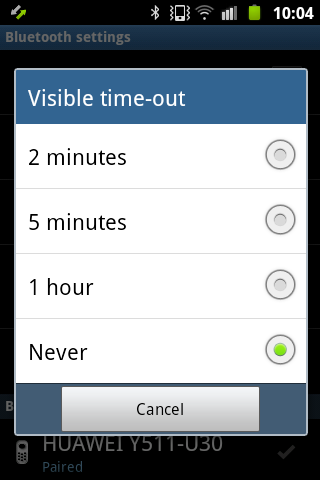 10:04
Bluetooth settings
Visible time-out
2 minutes
5 minutes
1 hour
Never
Cancel
HUAWEI Y511-U30
Paired